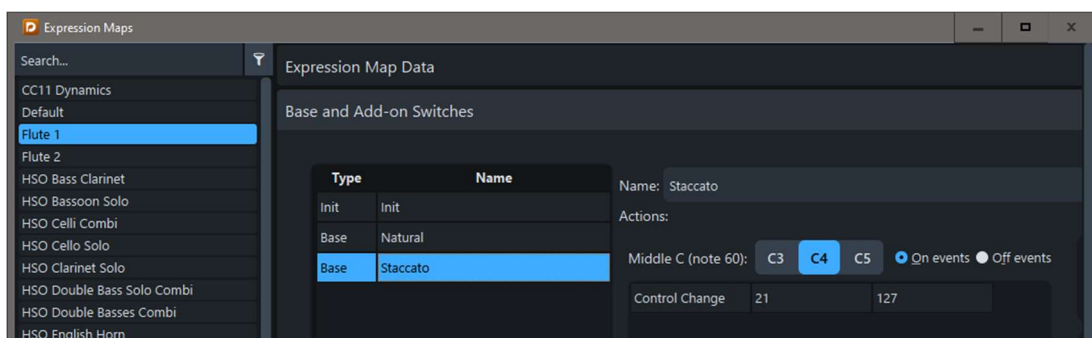 Expression Maps
Search...
CC11 Dynamics
Default
Flute 1
Flute 2
HSO Bass Clarinet
HSO Bassoon Solo
HSO Celli Combi
HSO Cello Solo
HSO Clarinet Solo
HSO Double Bass Solo Combi
HSO Double Basses Combi
HSO English Horn
Expression Map Data
Base and Add-on Switches
Type Name
Init Init
Base Natural
Base Staccato
Name: Staccato
Actions:
Middle C (note 60): C3 C4 C5 On events Off events
Control Change 21 127